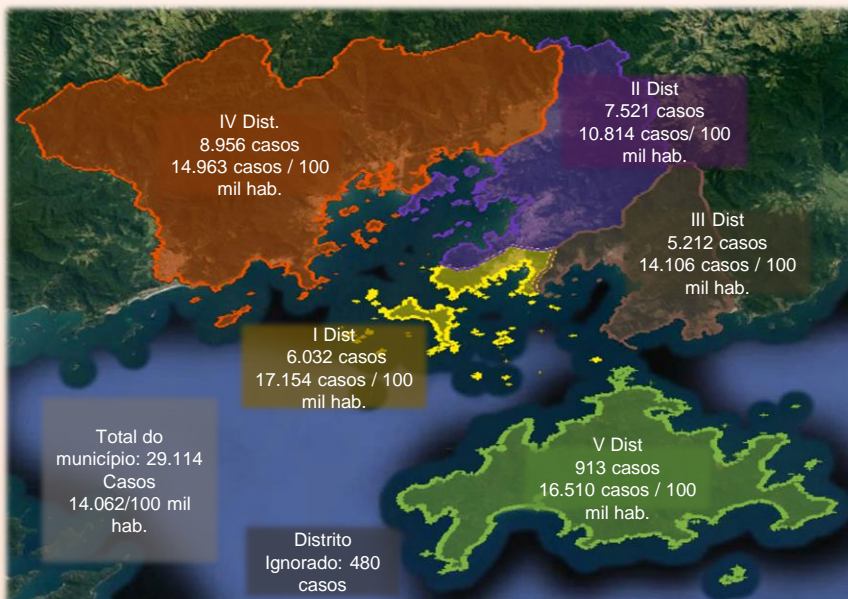 IV Dist.
8.956 casos
14.963 casos / 100
mil hab.
II Dist
7.521 casos
10.814 casos/ 100
mil hab.
III Dist
5.212 casos
14.106 casos / 100
mil hab.
I Dist
6.032 casos
17.154 casos / 100
mil hab.
Total do
município: 29.114
Casos
14.062/100 mil
hab.
V Dist
913 casos
16.510 casos / 100
mil hab.
Distrito
Ignorado: 480
casos